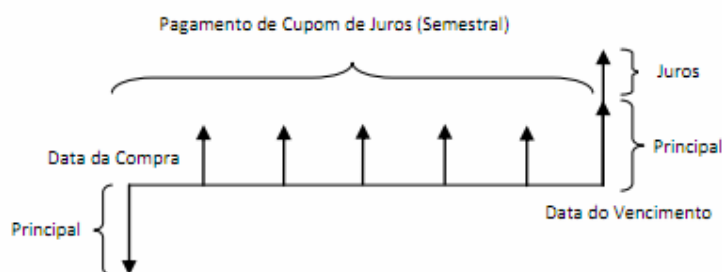 Pagamento de Cupom de Juros (Semestral)
Juros
Data da Compra
Principal
Data do Vencimento
Principal